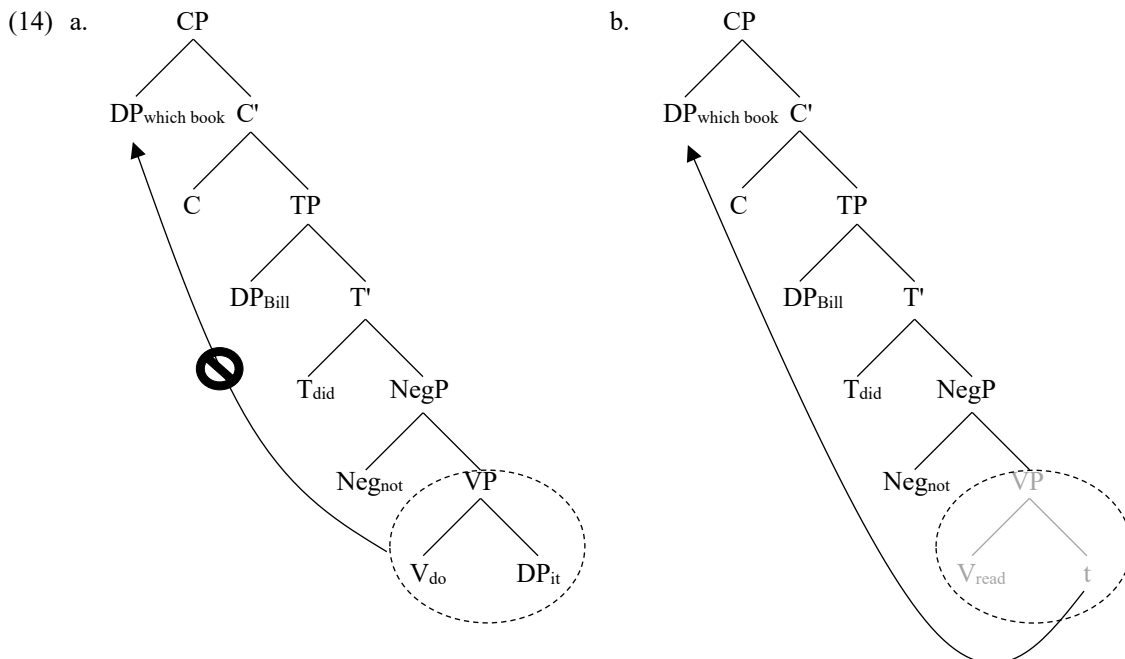 (14) a. CP b. CP
DPwhich book C' DPwhich book C'
C TP C TP
DPBill T' DPBill T'
Tdid NegP Tdid NegP
Negnot VP Negnot VP
Vdo DPit Vread t